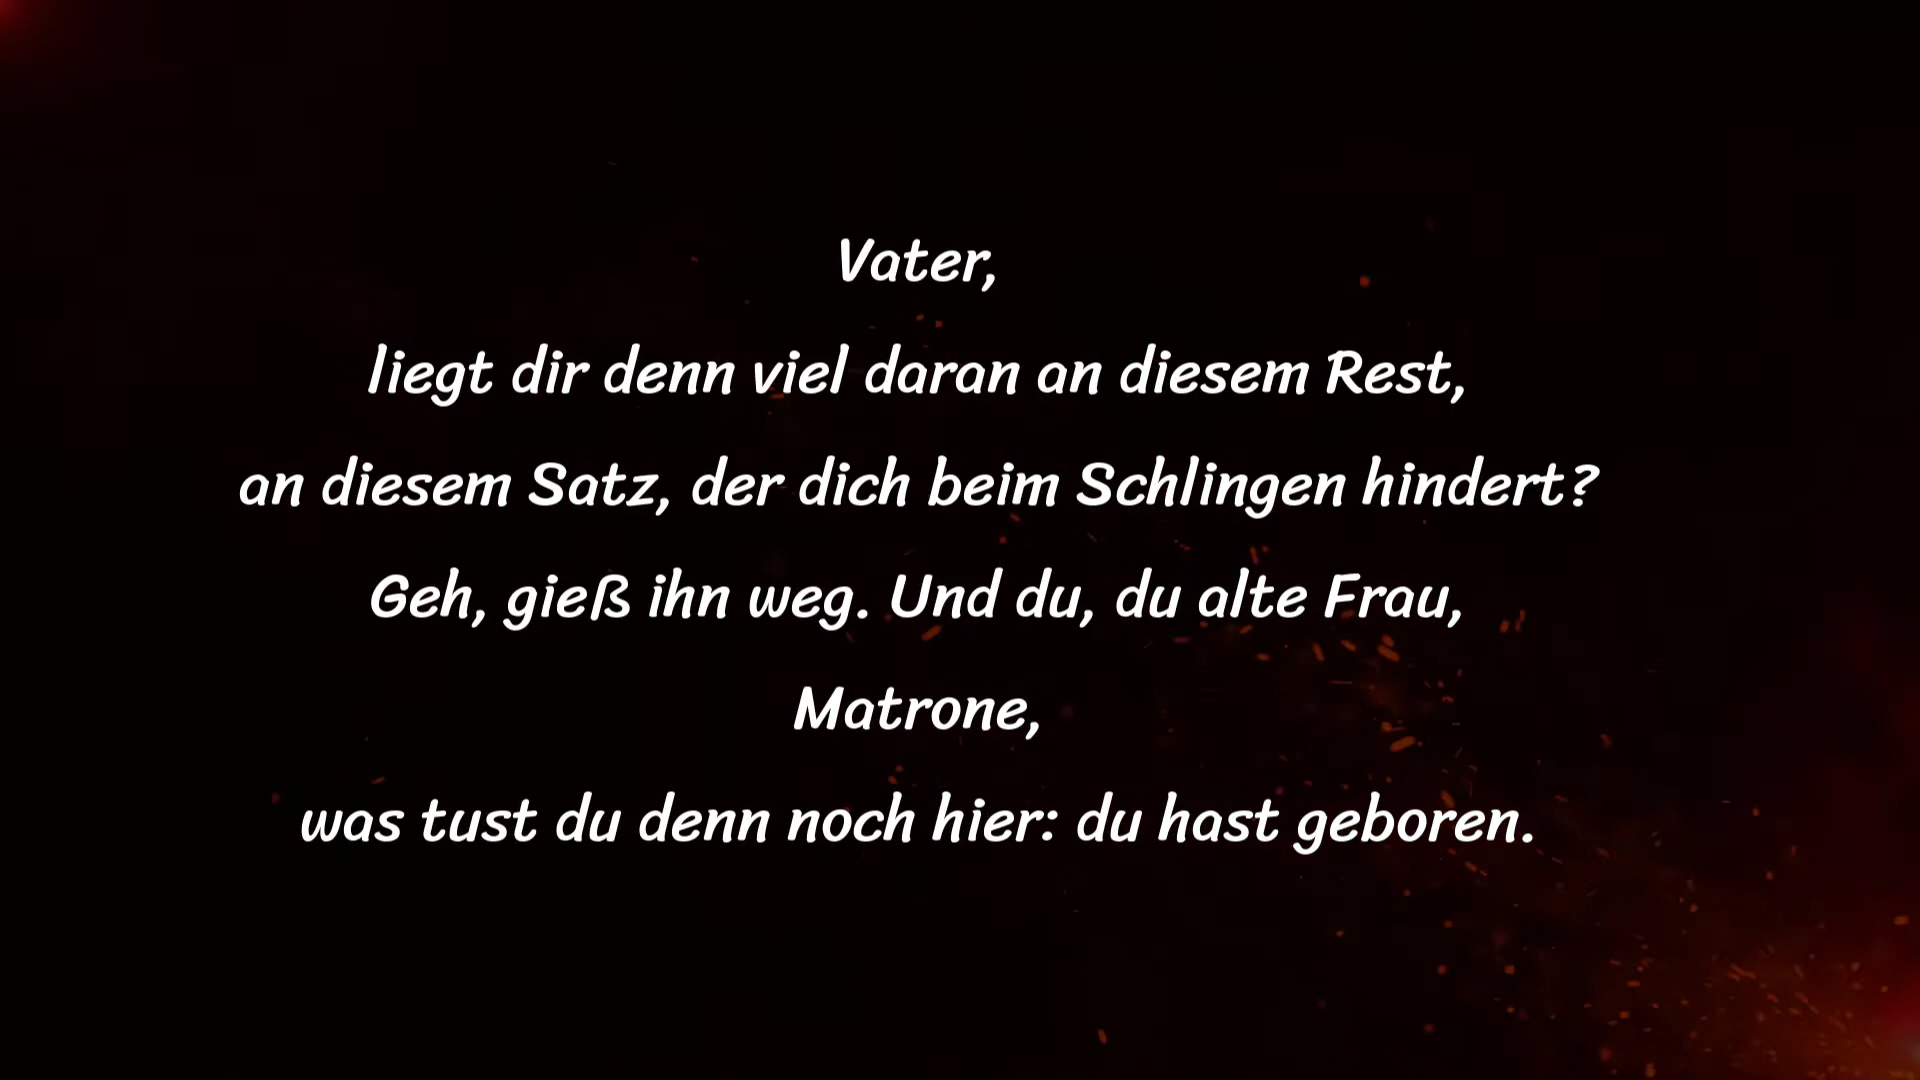 Vater,
liegt dir denn viel daran an diesem Rest,
an diesem Satz, der dich beim Schlingen hindert?
Geh, gieß ihn weg. Und du, du alte Frau,
Matrone,
was tust du denn noch hier: du hast geboren.